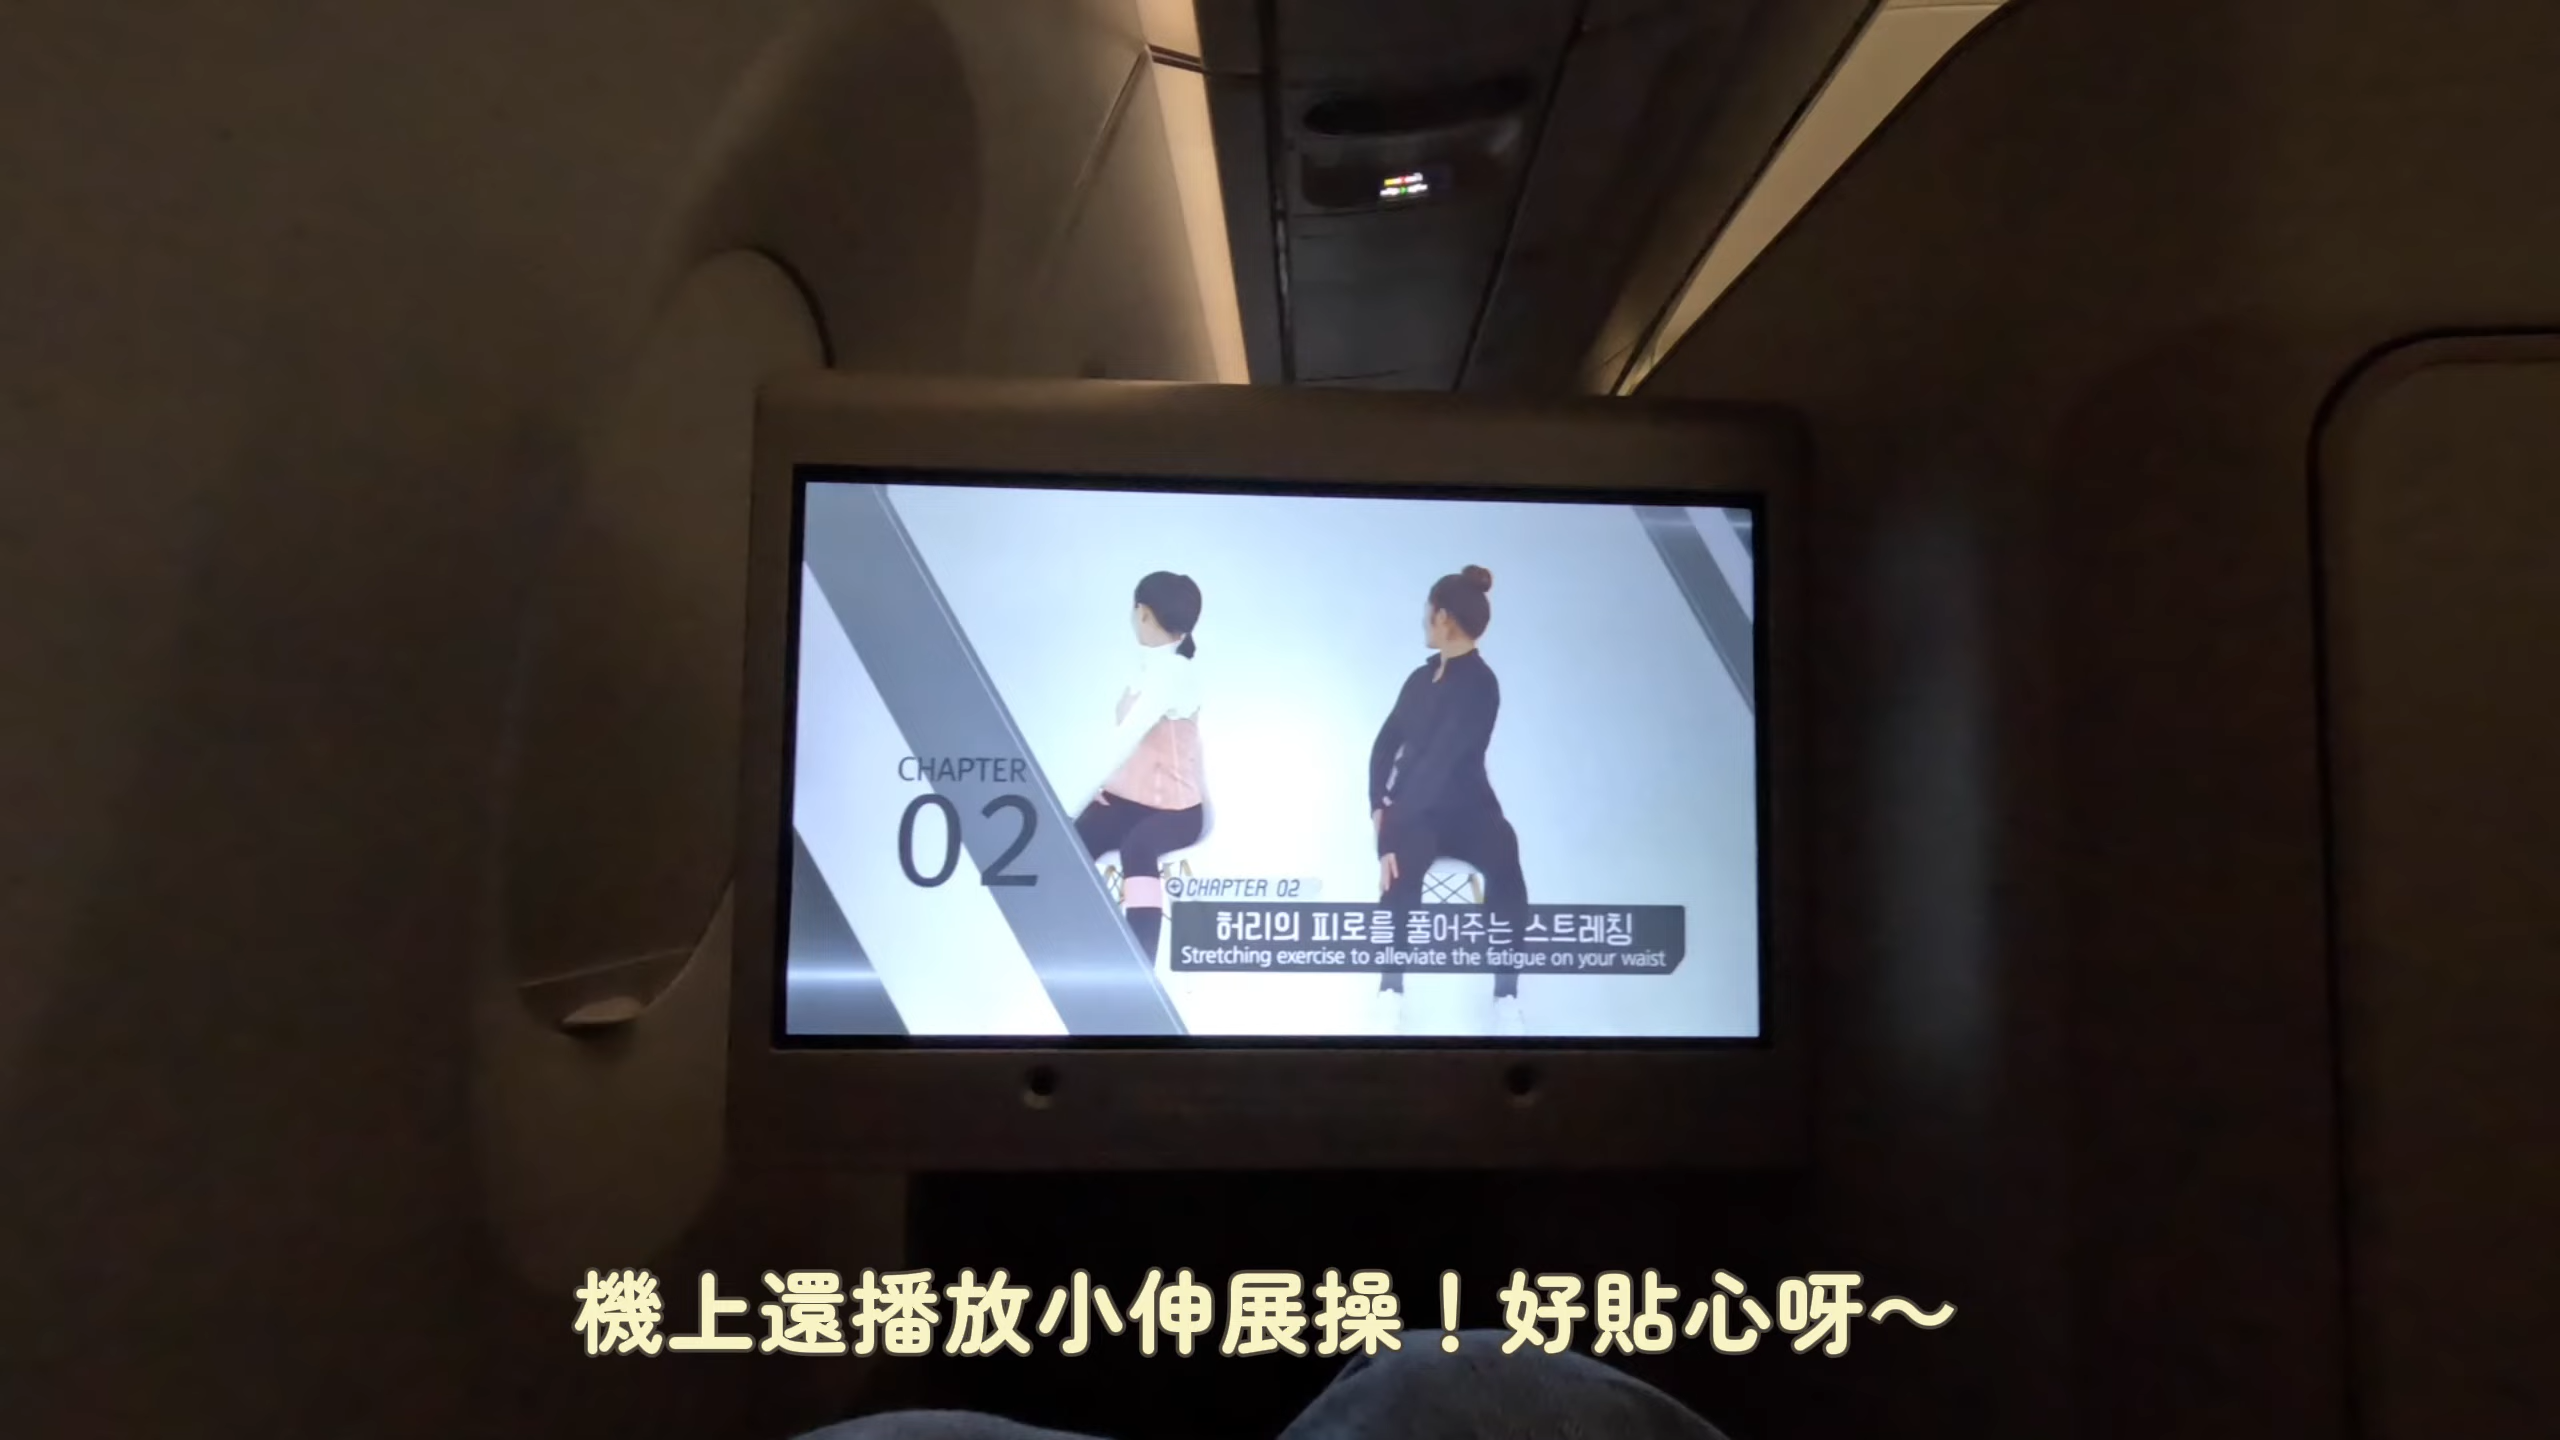 CHAPTER
02
CHAPTER 02
허리의 피로를 풀어주는 스트레칭
Stretching exercise to alleviate the fatigue on your waist
機上還播放小伸展操！好貼心呀～